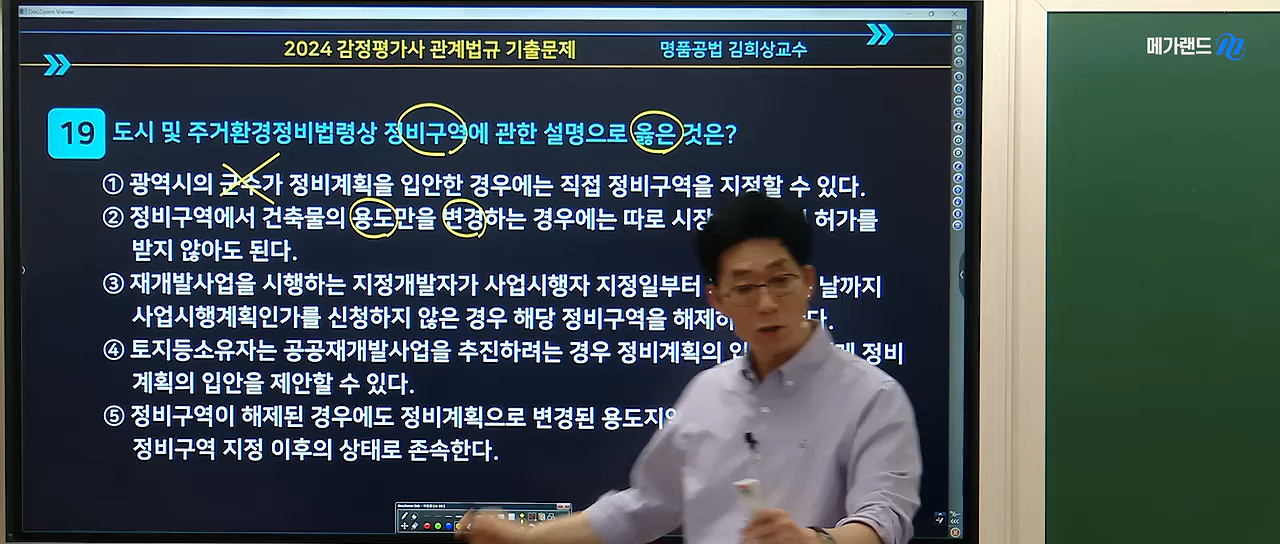 DocZoom Viewer
2024 감정평가사 관계법규 기출문제
명품공법 김희상교수
메가랜드
19 도시 및 주거환경정비법령상 정비구역에 관한 설명으로 옳은 것은?
① 광역시의 군수가 정비계획을 입안한 경우에는 직접 정비구역을 지정할 수 있다.
② 정비구역에서 건축물의 용도만을 변경하는 경우에는 따로 시장 허가를
받지 않아도 된다.
③ 재개발사업을 시행하는 지정개발자가 사업시행자 지정일부터 날까지
사업시행계획인가를 신청하지 않은 경우 해당 정비구역을 해제하 다.
④ 토지등소유자는 공공재개발사업을 추진하려는 경우 정비계획의 정비
계획의 입안을 제안할 수 있다.
⑤ 정비구역이 해제된 경우에도 정비계획으로 변경된 용도지
정비구역 지정 이후의 상태로 존속한다.